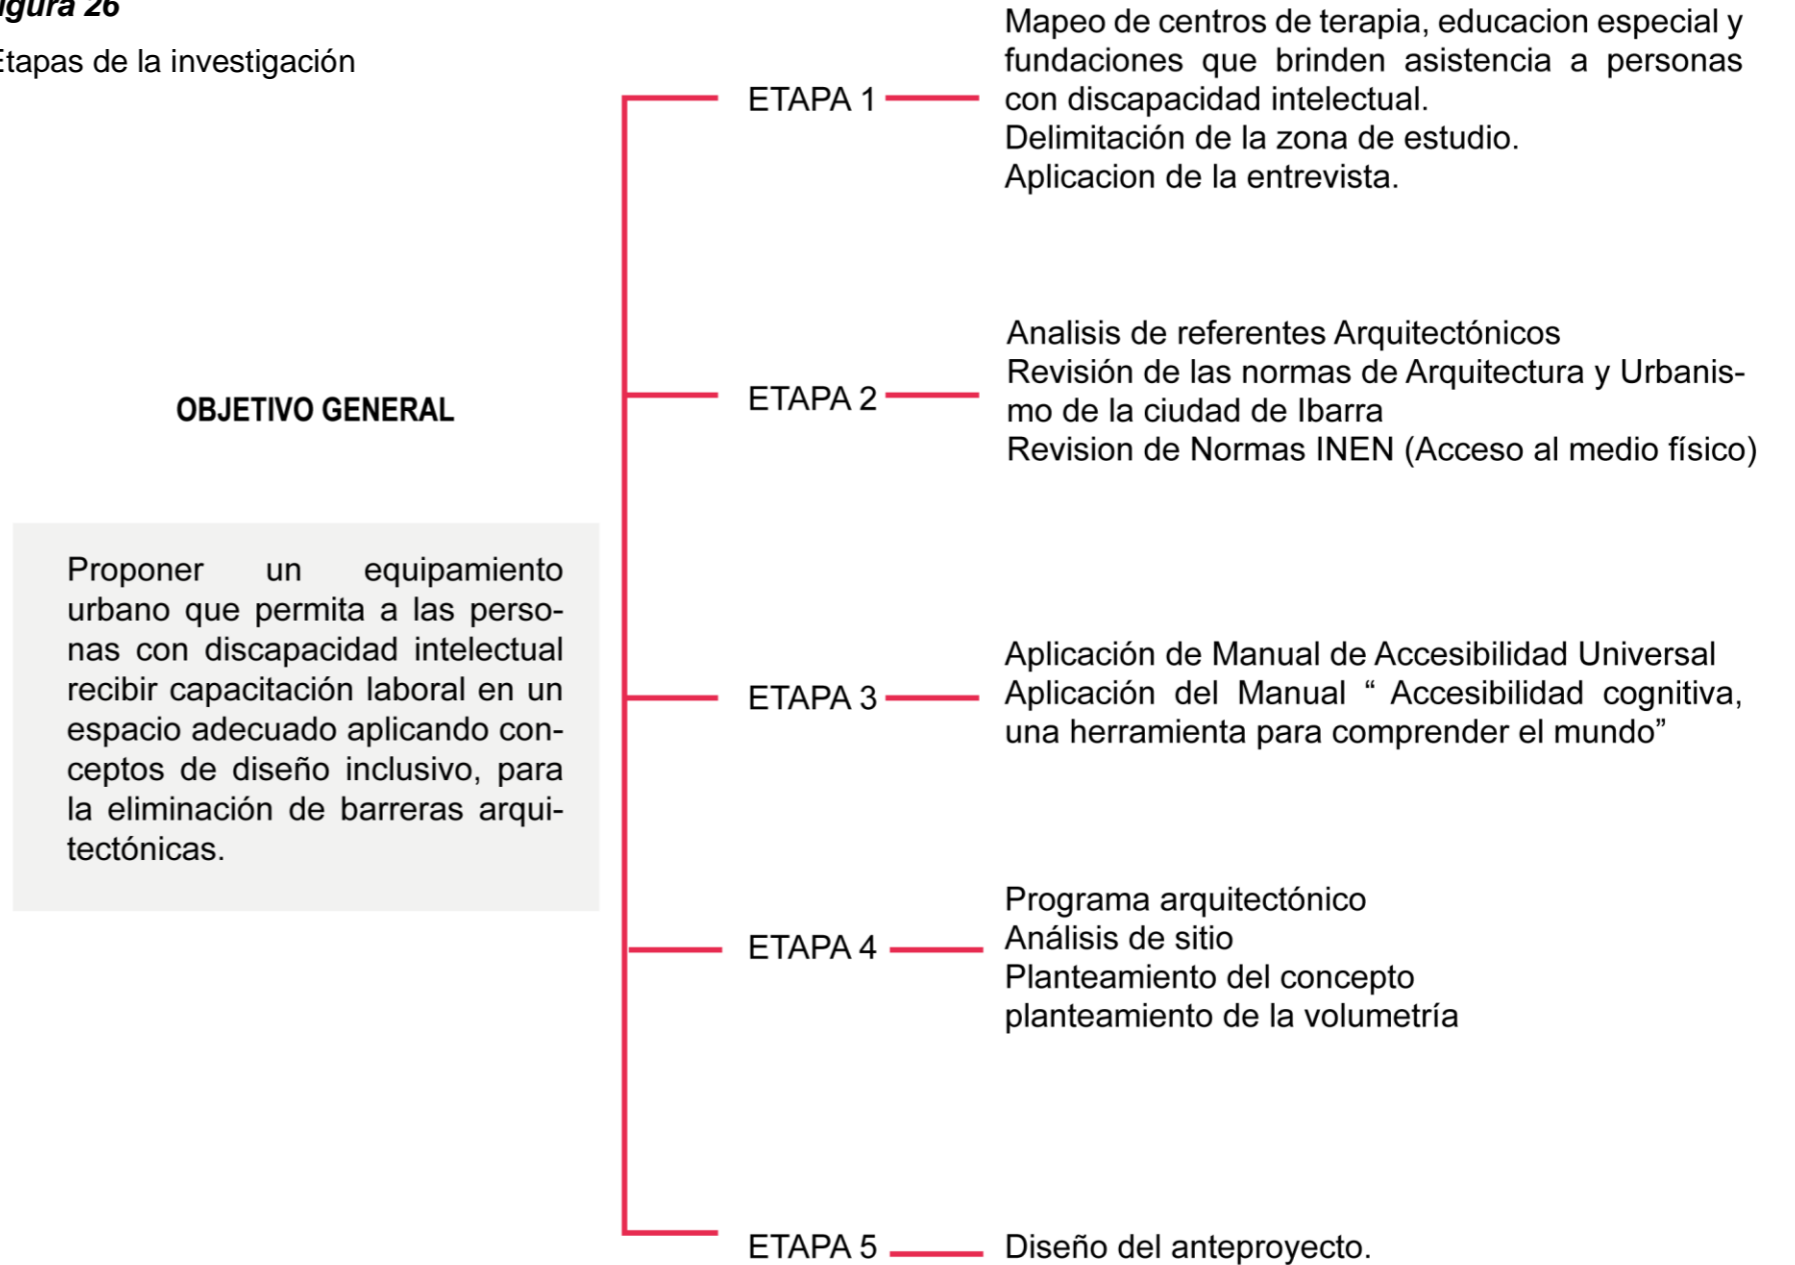 igura 26
Etapas de la investigación
OBJETIVO GENERAL
Proponer un equipamiento
urbano que permita a las perso-
nas con discapacidad intelectual
recibir capacitación laboral en un
espacio adecuado aplicando con-
ceptos de diseño inclusivo, para
la eliminación de barreras arqui-
tectónicas.
ETAPA 1
Mapeo de centros de terapia, educacion especial y
fundaciones que brinden asistencia a personas
con discapacidad intelectual.
Delimitación de la zona de estudio.
Aplicacion de la entrevista.
ETAPA 2
Analisis de referentes Arquitectónicos
Revisión de las normas de Arquitectura y Urbanis-
mo de la ciudad de Ibarra
Revision de Normas INEN (Acceso al medio físico)
ETAPA 3
Aplicación de Manual de Accesibilidad Universal
Aplicación del Manual “ Accesibilidad cognitiva,
una herramienta para comprender el mundo”
ETAPA 4
Programa arquitectónico
Análisis de sitio
Planteamiento del concepto
planteamiento de la volumetría
ETAPA 5
Diseño del anteproyecto.